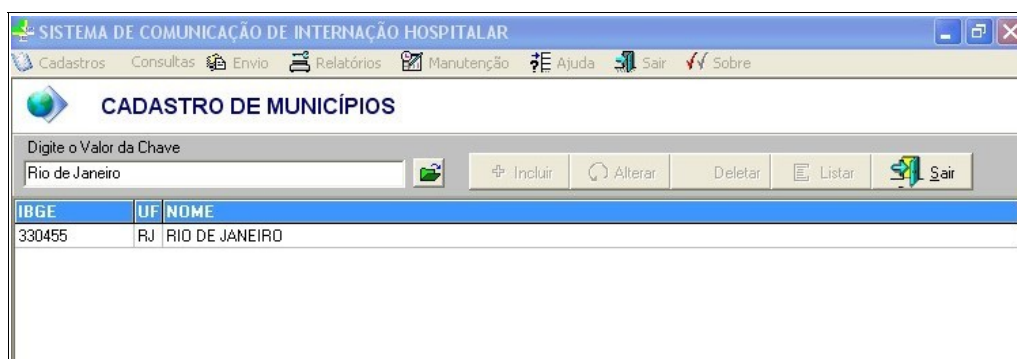 SISTEMA DE COMUNICAÇÃO DE INTERNAÇÃO HOSPITALAR
Cadastros Consultas Envio Relatórios Manutenção Ajuda Sair Sobre
CADASTRO DE MUNICÍPIOS
Digite o Valor da Chave
Rio de Janeiro Incluir Alterar Deletar Listar Sair
IBGE UF NOME
330455 RJ RIO DE JANEIRO